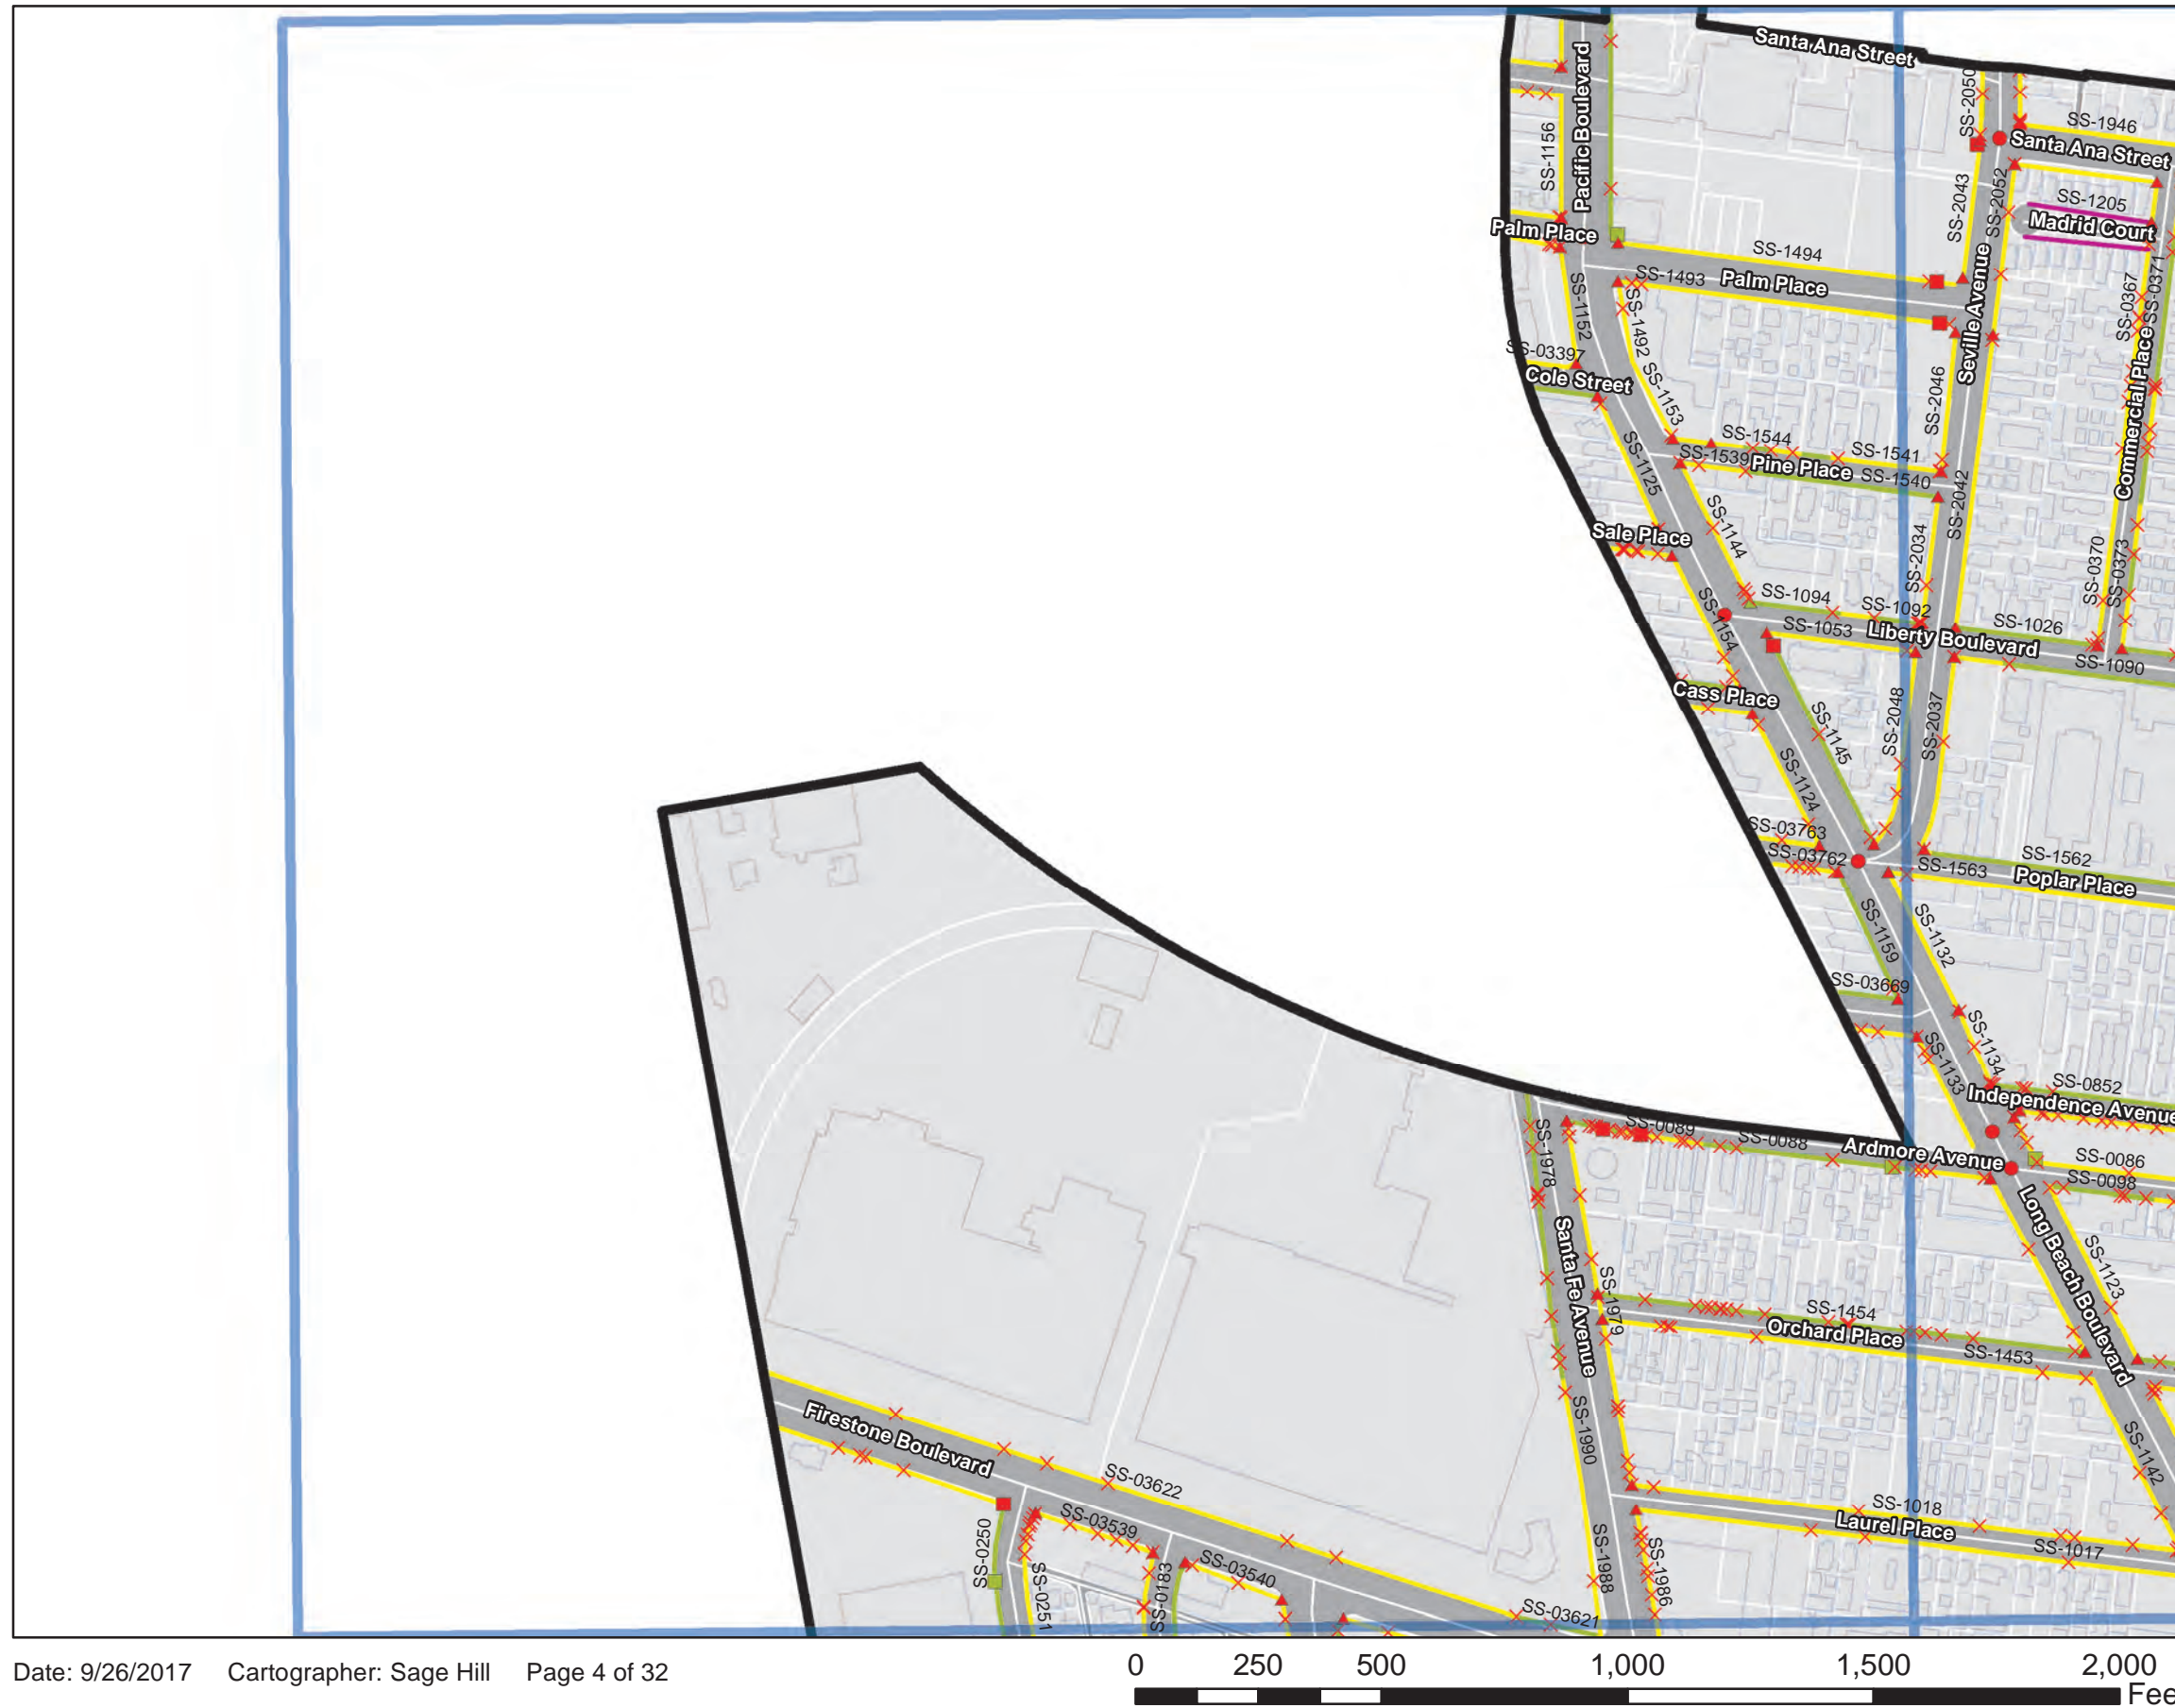 Santa Ana Street
Pacific Boulevard
SS-2050
SS-1946
Santa Ana Street
SS-1156
SS-2043
SS-2052
SS-1205
Madrid Court
Palm Place
SS-1494
SS-1493
Palm Place
Seville Avenue
SS-0367
SS-0371
SS-1152
SS-1492
SS-03397
Cole Street
SS-1153
SS-2046
Commercial Place
SS-1544
SS-1541
SS-1539
Pine Place
SS-1540
SS-1125
SS-2042
SS-1144
Sale Place
SS-2034
SS-0370
SS-0373
SS-1094
SS-1092
SS-1154
SS-1053
Liberty Boulevard
SS-1026
SS-1090
Cass Place
SS-1145
SS-2048
SS-2037
SS-1124
SS-03763
SS-03762
SS-1562
SS-1563
Poplar Place
SS-1159
SS-1132
SS-03669
SS-1133
SS-1134
SS-0852
Independence Avenue
SS-1978
SS-0089
SS-0088
Ardmore Avenue
SS-0086
SS-0098
Santa Fe Avenue
Long Beach Boulevard
SS-1123
SS-1979
SS-1454
Orchard Place
SS-1453
Firestone Boulevard
SS-1990
SS-1142
SS-03622
SS-1018
Laurel Place
SS-1017
SS-0250
SS-03539
SS-1988
SS-1986
SS-0251
SS-0183
SS-03540
SS-03621
Date: 9/26/2017 Cartographer: Sage Hill Page 4 of 32
0 250 500 1,000 1,500 2,000
Fee